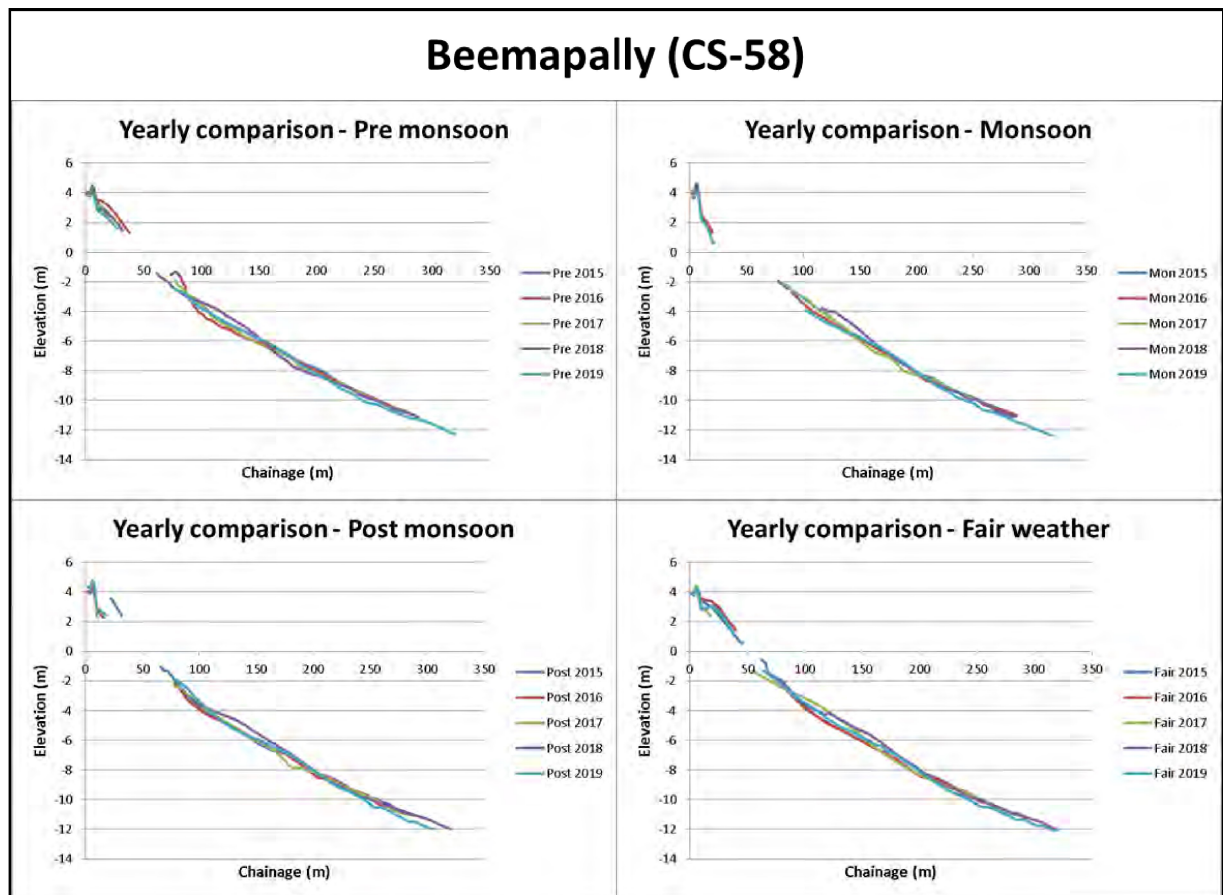 Beemapally (CS-58)
Yearly comparison - Pre monsoon
6
4
2
0
-2
-4
-6
-8
-10
-12
-14
0 50 100 150 200 250 300 350
Elevation (m)
Chainage (m)
Pre 2015
Pre 2016
Pre 2017
Pre 2018
Pre 2019
Yearly comparison - Monsoon
6
4
2
0
-2
-4
-6
-8
-10
-12
-14
0 50 100 150 200 250 300 350
Elevation (m)
Chainage (m)
Mon 2015
Mon 2016
Mon 2017
Mon 2018
Mon 2019
Yearly comparison - Post monsoon
6
4
2
0
-2
-4
-6
-8
-10
-12
-14
0 50 100 150 200 250 300 350
Elevation (m)
Chainage (m)
Post 2015
Post 2016
Post 2017
Post 2018
Post 2019
Yearly comparison - Fair weather
6
4
2
0
-2
-4
-6
-8
-10
-12
-14
0 50 100 150 200 250 300 350
Elevation (m)
Chainage (m)
Fair 2015
Fair 2016
Fair 2017
Fair 2018
Fair 2019